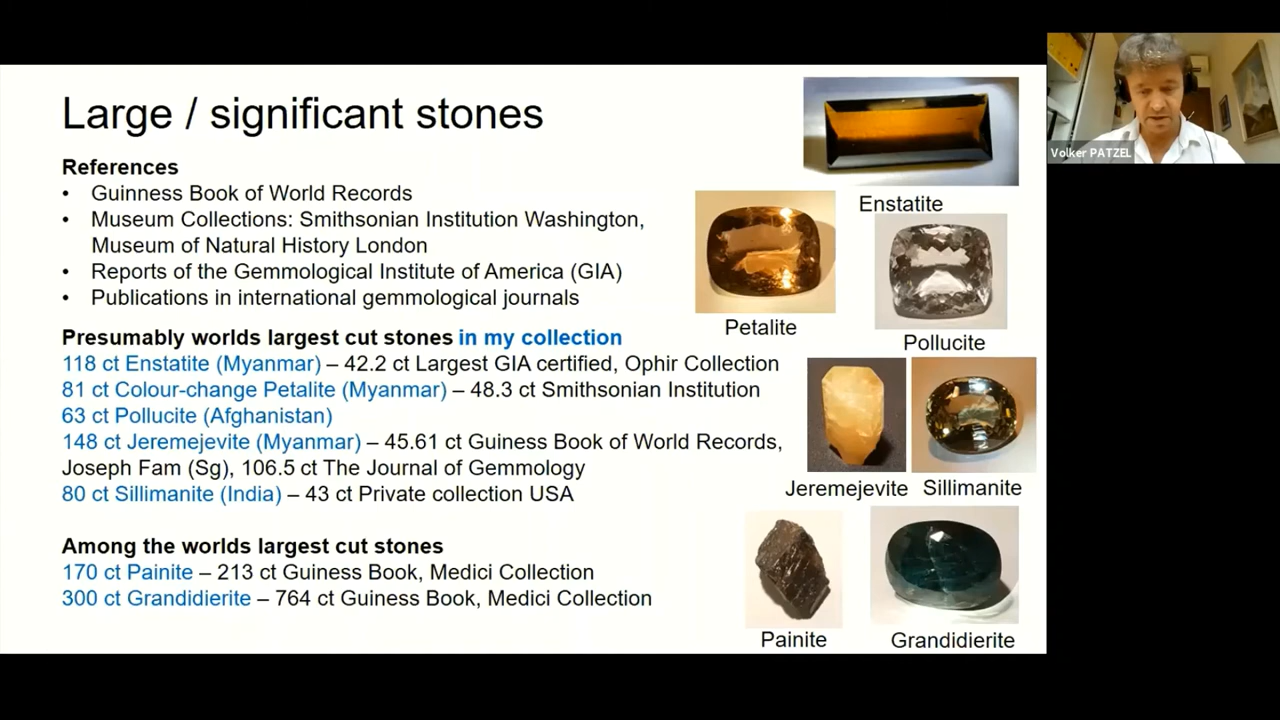 Large / significant stones
References
• Guinness Book of World Records
• Museum Collections: Smithsonian Institution Washington,
Museum of Natural History London
• Reports of the Gemmological Institute of America (GIA)
• Publications in international gemmological journals
Presumably worlds largest cut stones in my collection
118 ct Enstatite (Myanmar) – 42.2 ct Largest GIA certified, Ophir Collection
81 ct Colour-change Petalite (Myanmar) – 48.3 ct Smithsonian Institution
63 ct Pollucite (Afghanistan)
148 ct Jeremejevite (Myanmar) – 45.61 ct Guiness Book of World Records,
Joseph Fam (Sg), 106.5 ct The Journal of Gemmology
80 ct Sillimanite (India) – 43 ct Private collection USA
Among the worlds largest cut stones
170 ct Painite – 213 ct Guiness Book, Medici Collection
300 ct Grandidierite – 764 ct Guiness Book, Medici Collection
Enstatite
Petalite
Pollucite
Jeremejevite
Sillimanite
Painite
Grandidierite
Volker PATZEL